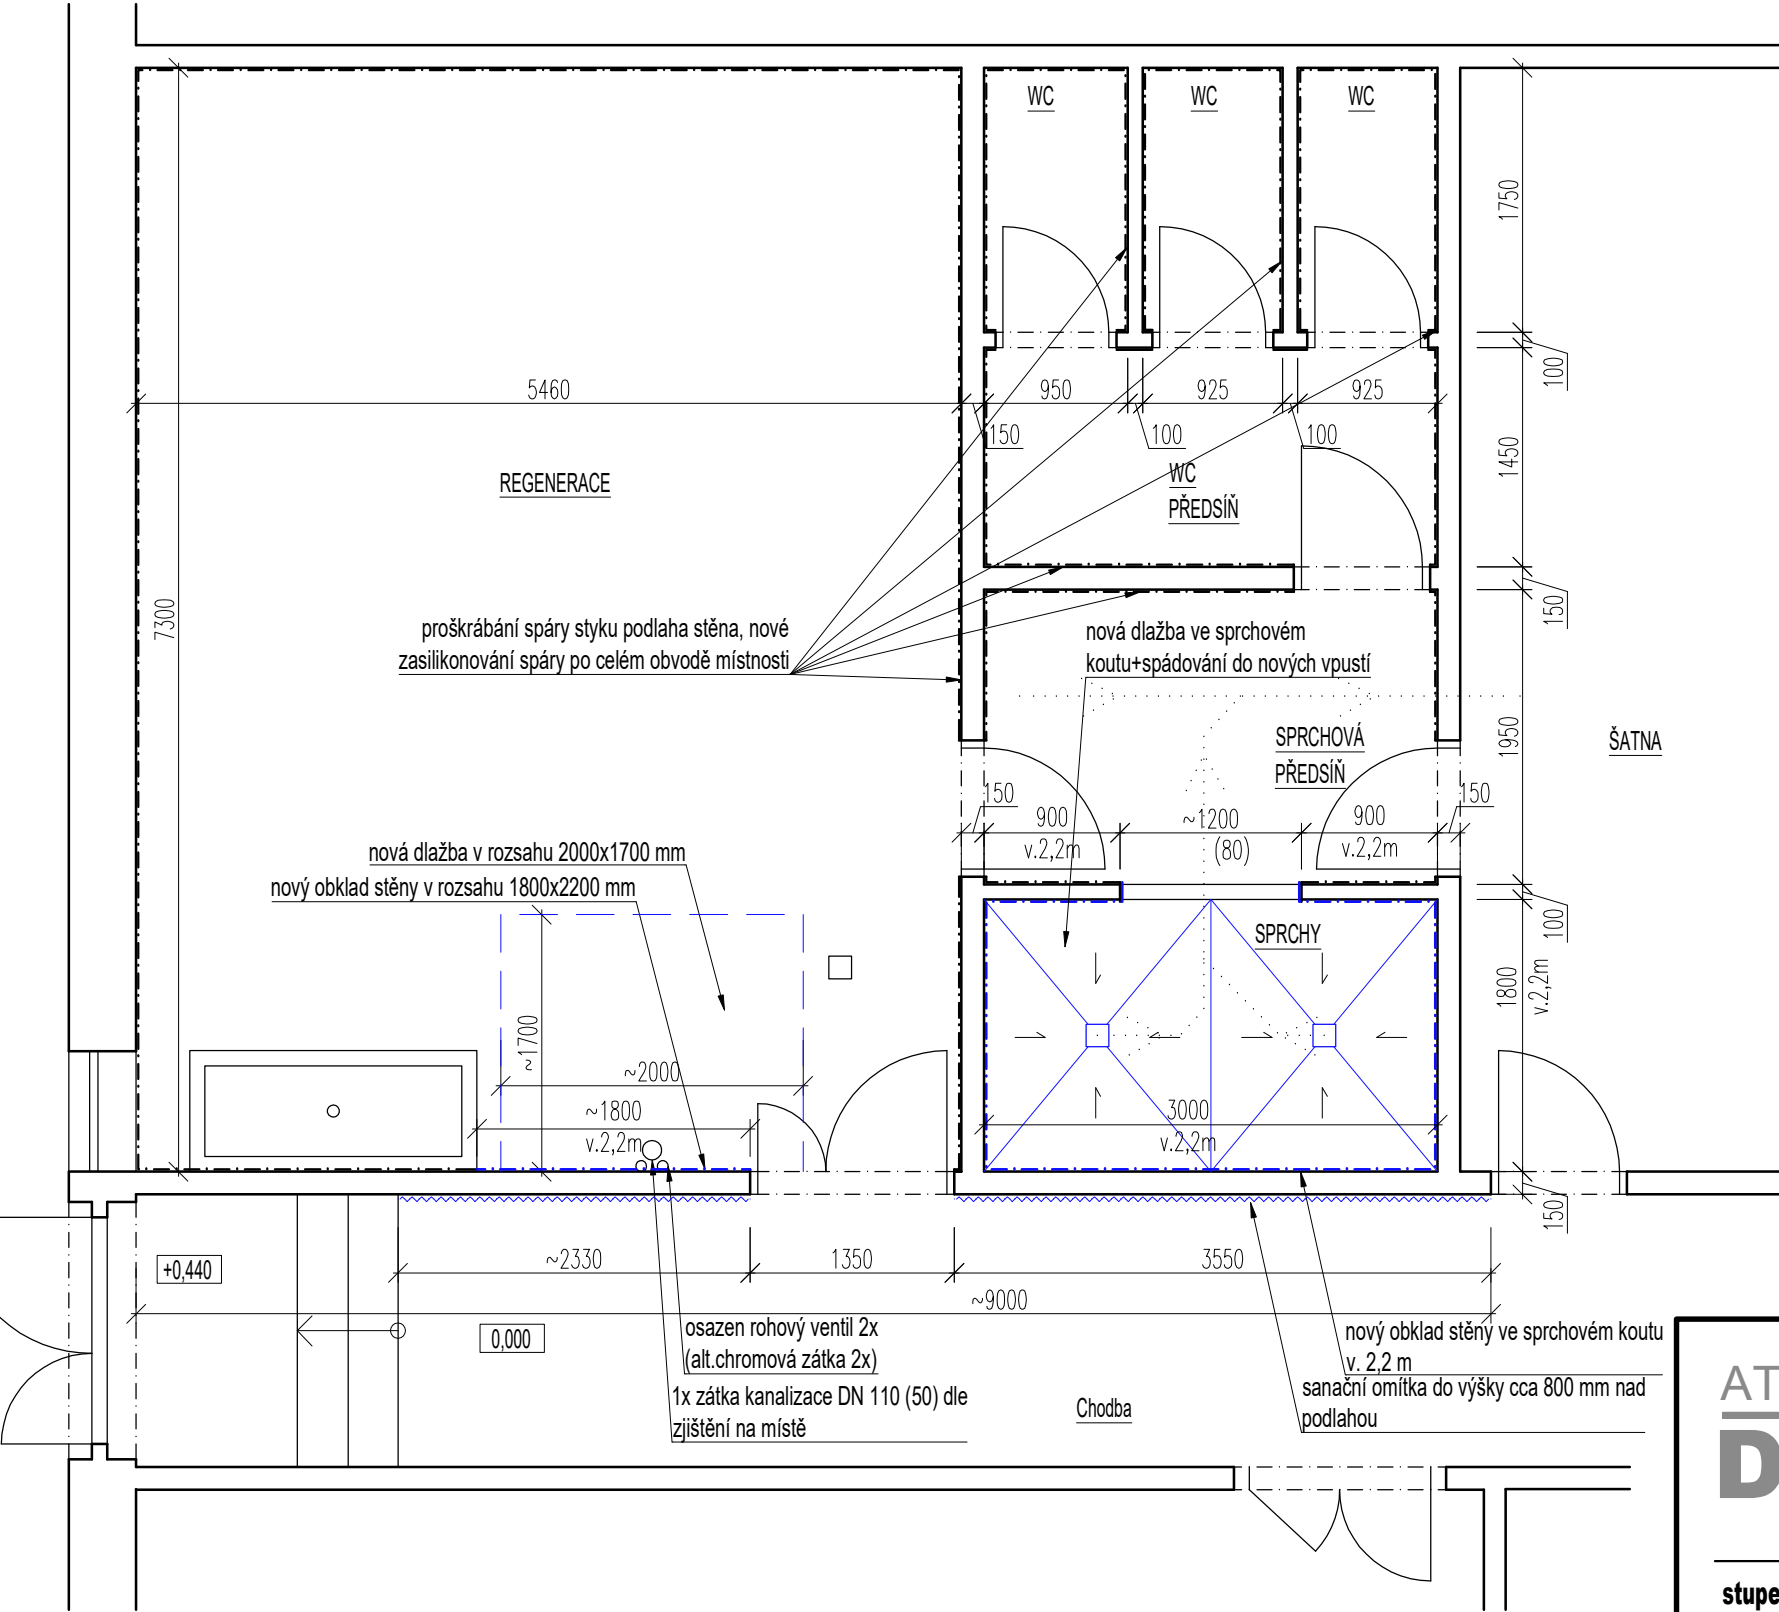 WC
WC
WC
1750
100
5460
950
925
925
150
100
100
1450
REGENERACE
WC
PŘEDSÍŇ
7300
150
proškrábání spáry styku podlaha stěna, nové
zasilikonování spáry po celém obvodě místnosti
nová dlažba ve sprchovém
koutu+spádování do nových vpustí
SPRCHOVÁ
PŘEDSÍŇ
1950
ŠATNA
150
900
v.2,2m
~1200
(80)
900
v.2,2m
150
nová dlažba v rozsahu 2000x1700 mm
nový obklad stěny v rozsahu 1800x2200 mm
SPRCHY
100
1800
v.2,2m
~1700
~2000
~1800
v.2,2m
3000
v.2,2m
150
+0,440
~2330
1350
3550
~9000
0,000
osazen rohový ventil 2x
(alt.chromová zátka 2x)
1x zátka kanalizace DN 110 (50) dle
zjištění na místě
Chodba
nový obklad stěny ve sprchovém koutu
v. 2,2 m
sanační omítka do výšky cca 800 mm nad
podlahou
AT
D
stupe